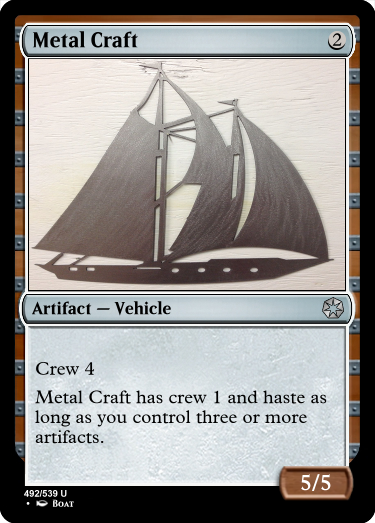 Metal Craft 2
Artifact — Vehicle
Crew 4
Metal Craft has crew 1 and haste as
long as you control three or more
artifacts.
5/5
492/539 U
• Boat